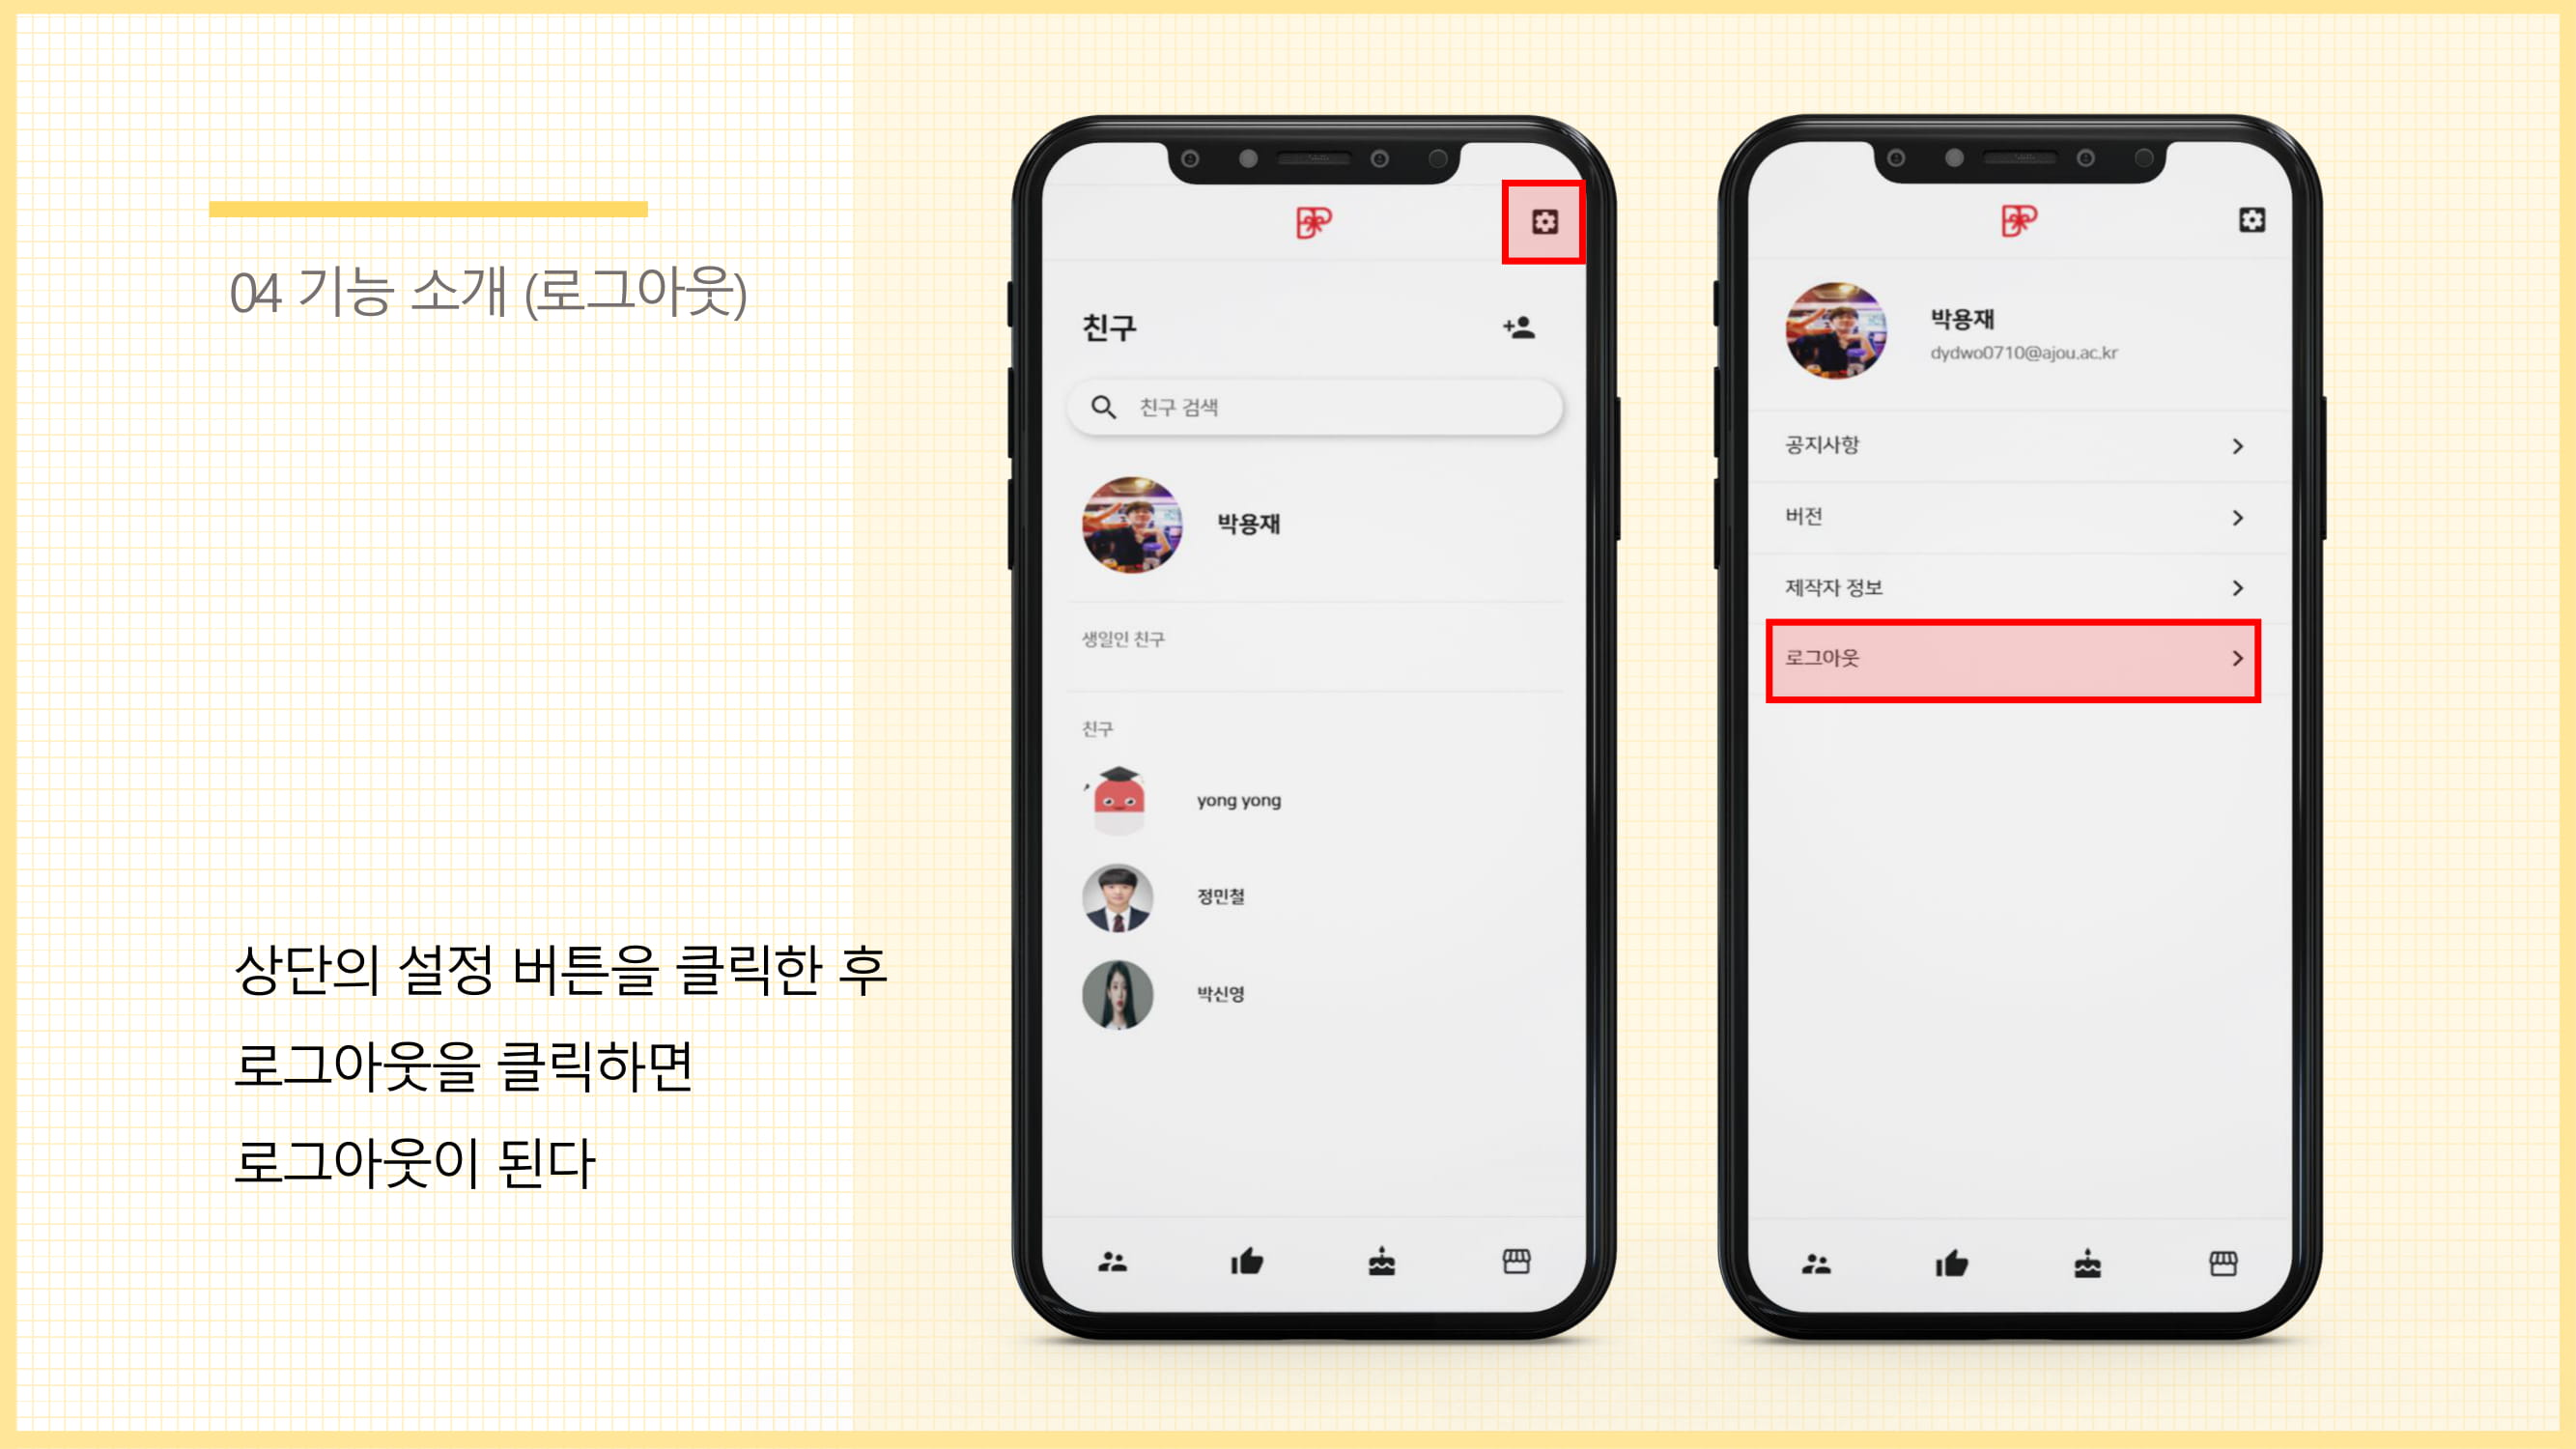 04 기능 소개 (로그아웃)
상단의 설정 버튼을 클릭한 후
로그아웃을 클릭하면
로그아웃이 된다
친구
친구 검색
박용재
생일인 친구
친구
yong yong
정민철
박신영
박용재
dydwo0710@ajou.ac.kr
공지사항
버전
제작자 정보
로그아웃